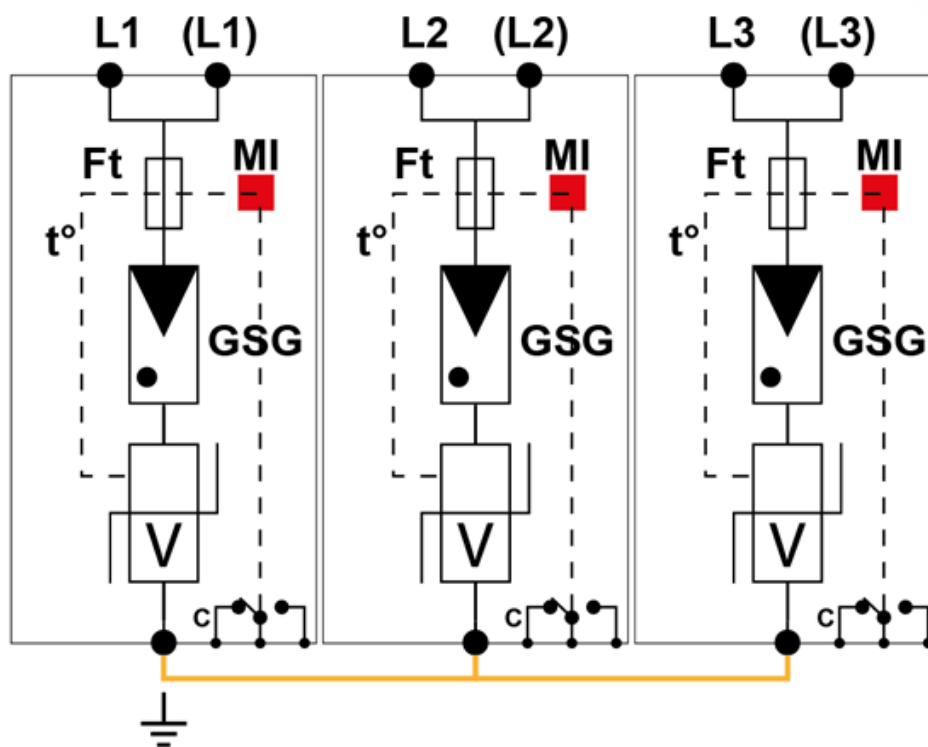 L1 (L1) L2 (L2) L3 (L3)
Ft MI Ft MI Ft MI
t° t° t°
GSG GSG GSG
V V V
C C C